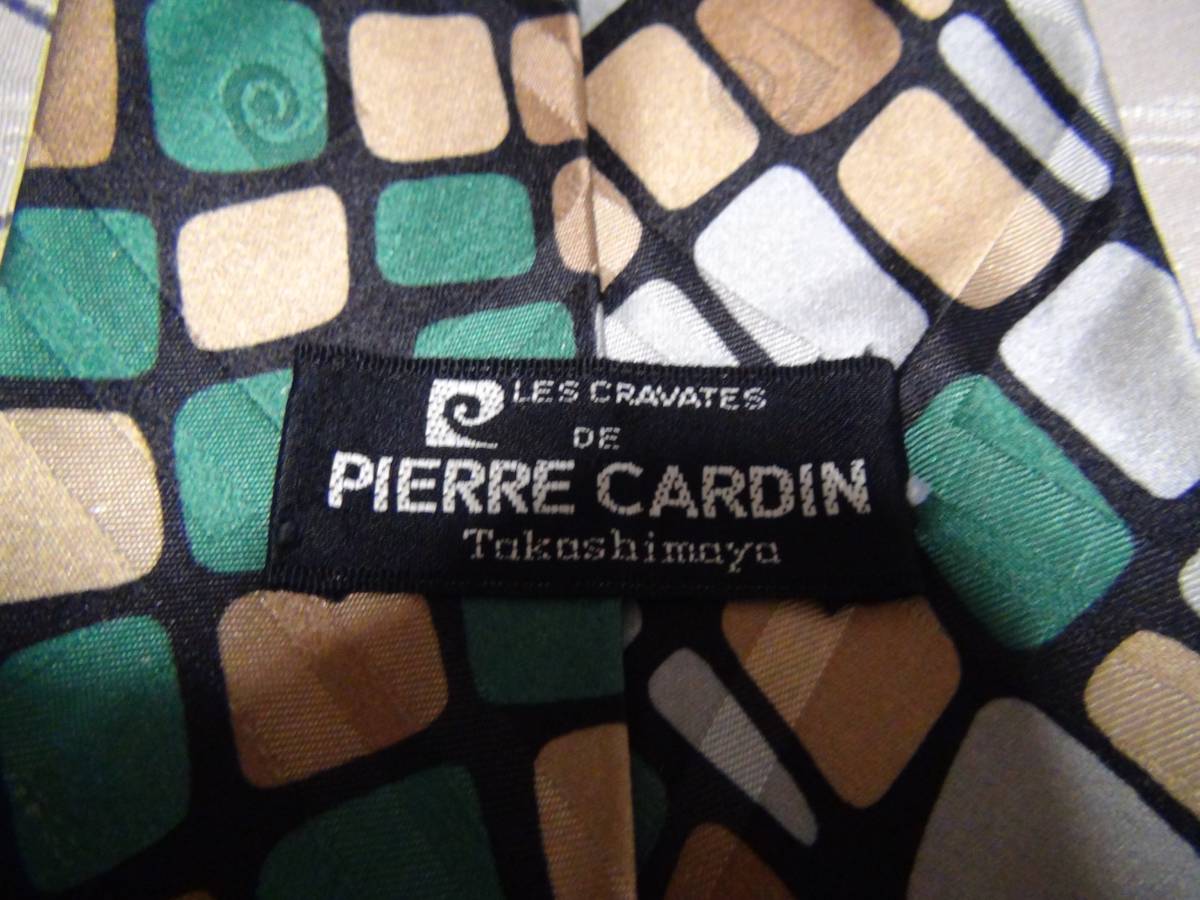 LES CRAVATES
DE
PIERRE CARDIN
Takashimaya